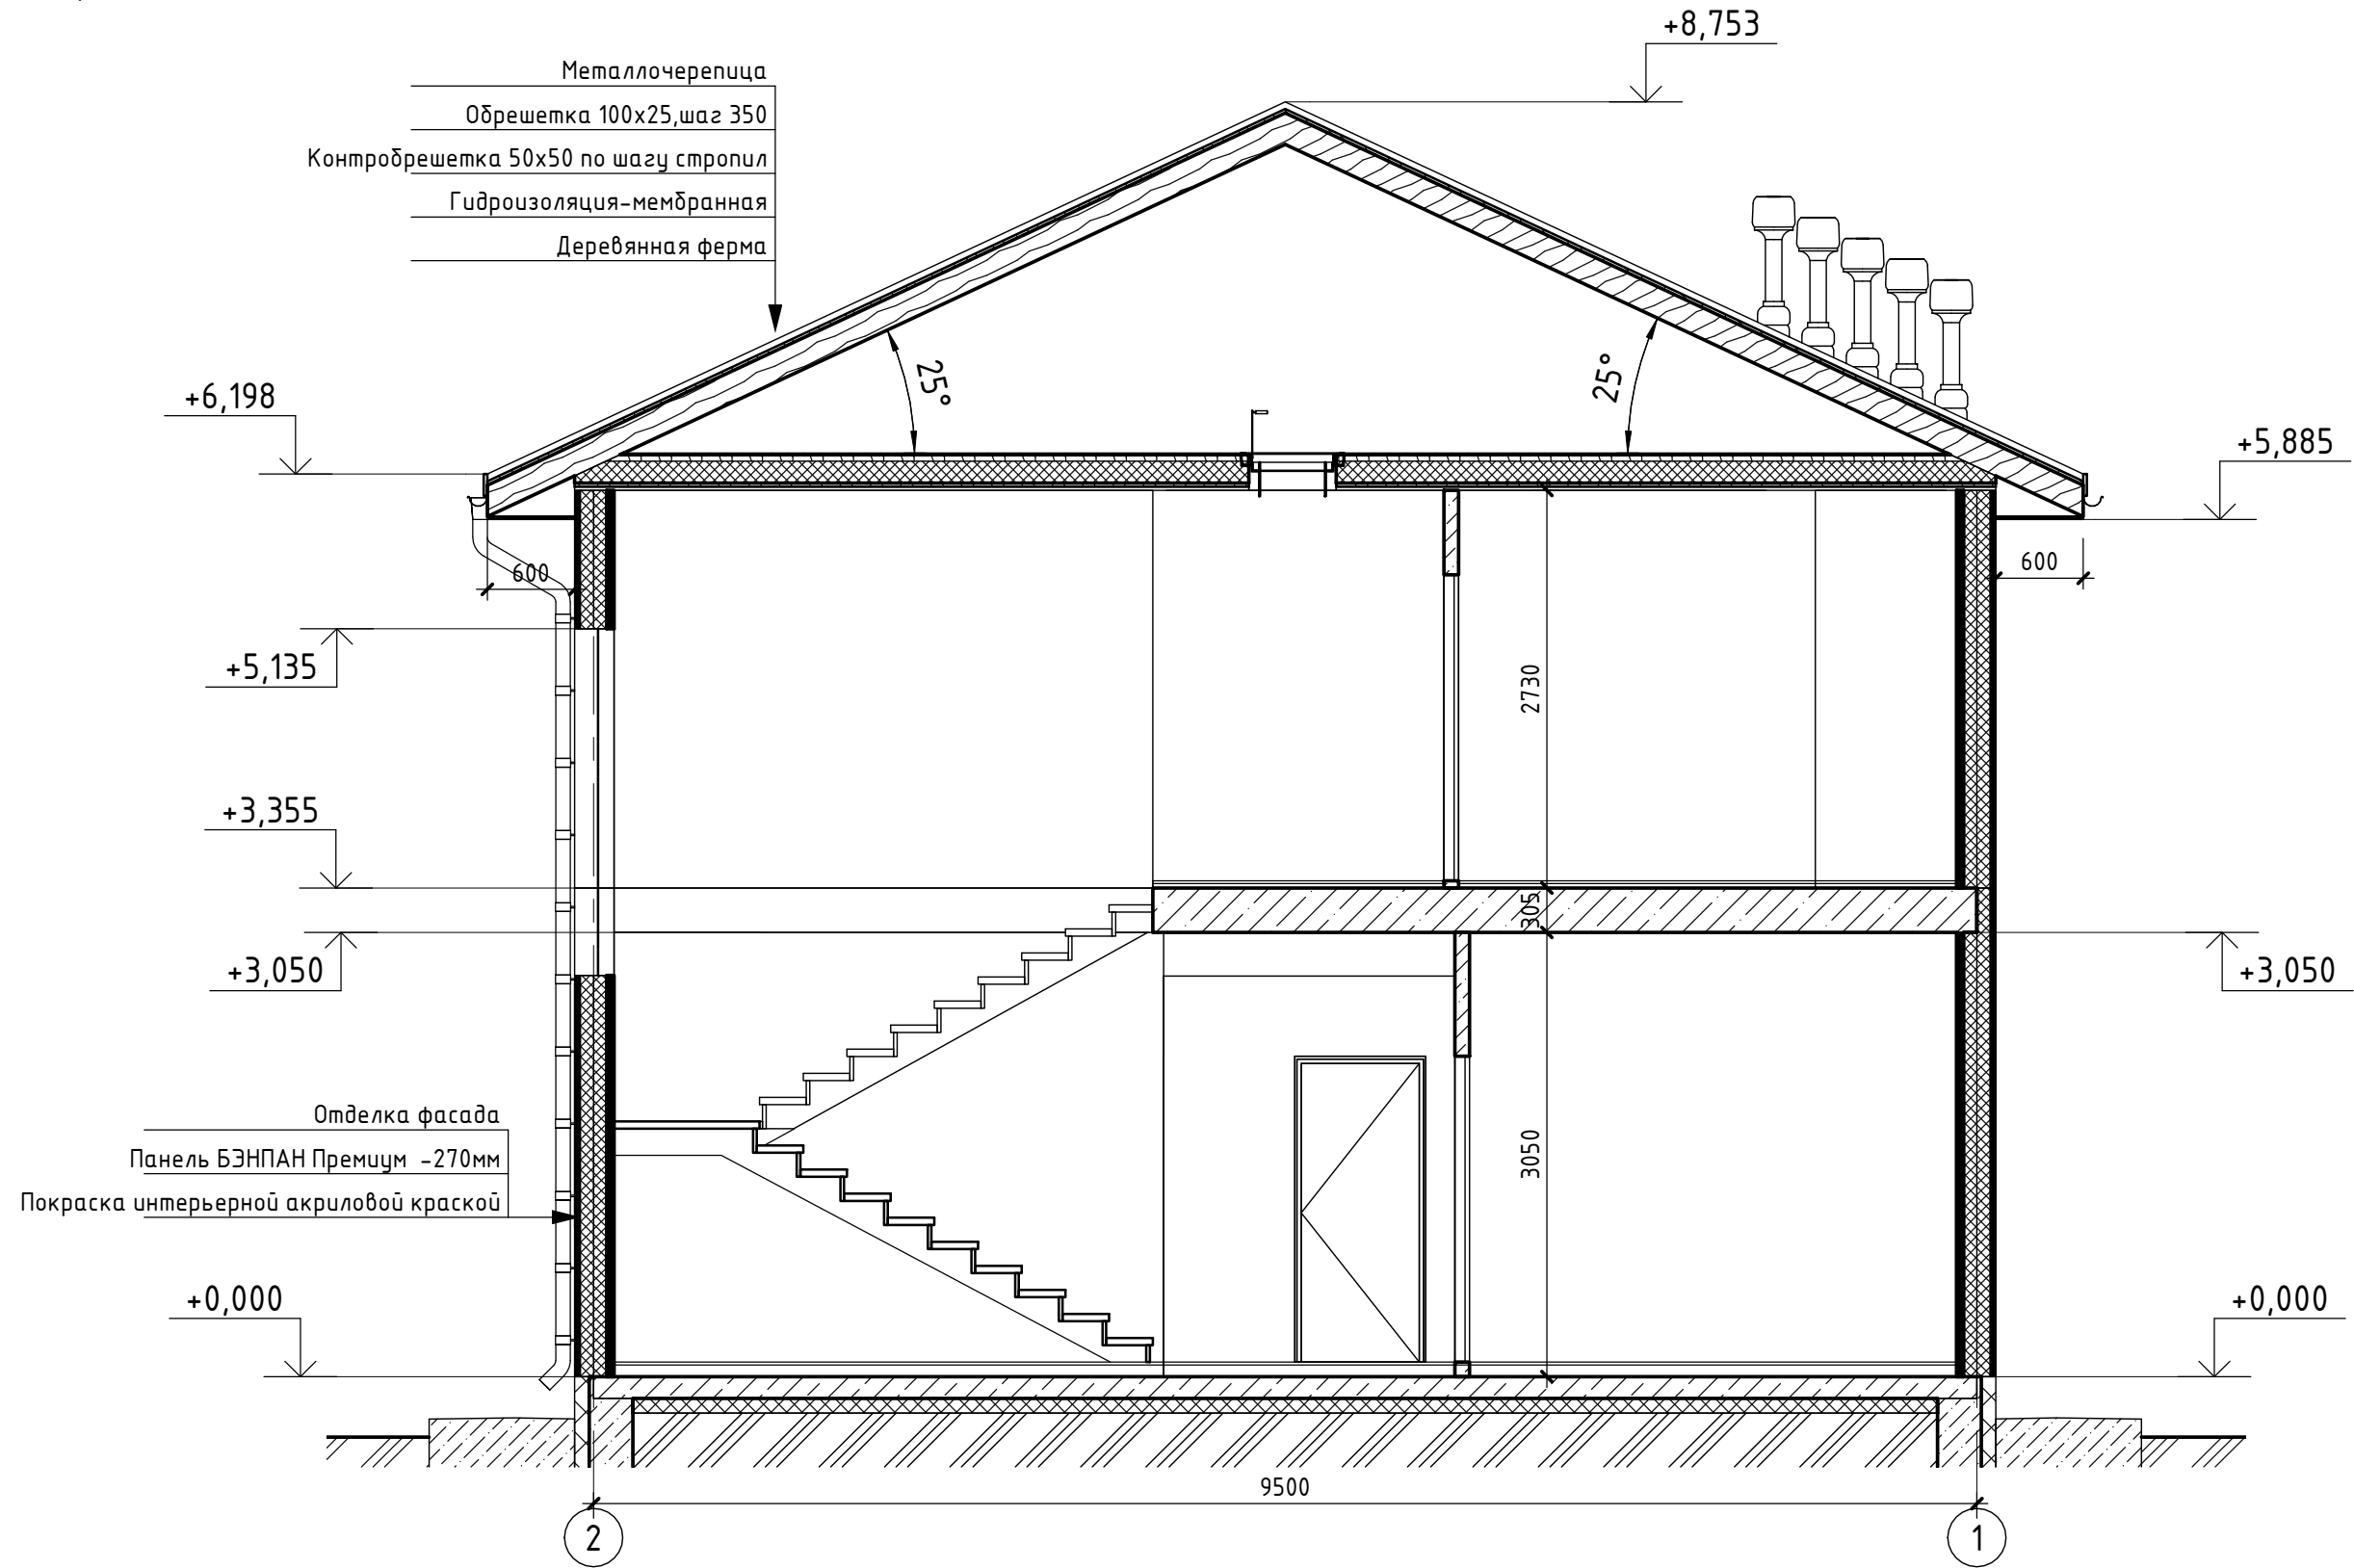 +8,753
Металлочерепица
Обрешетка 100х25,шаг 350
Контробрешетка 50х50 по шагу стропил
Гидроизоляция-мембранная
Деревянная ферма
25°
25°
+6,198
+5,885
600
600
+5,135
2730
+3,355
305
+3,050
+3,050
Отделка фасада
Панель БЭНПАН Премиум -270мм
Покраска интерьерной акриловой краской
3050
+0,000
+0,000
9500
2
1